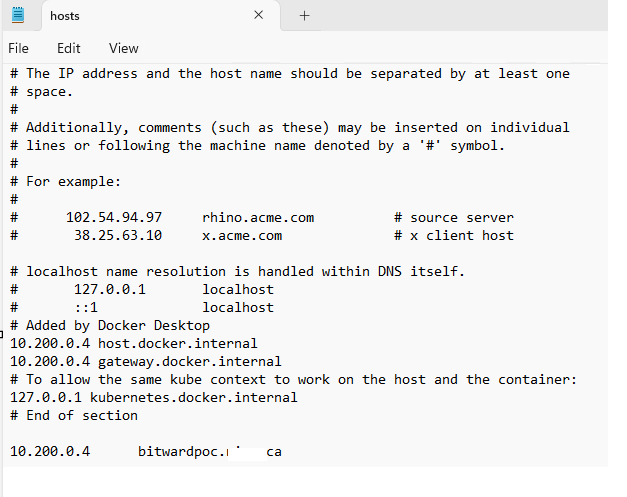 hosts
File Edit View
# The IP address and the host name should be separated by at least one
# space.
#
# Additionally, comments (such as these) may be inserted on individual
# lines or following the machine name denoted by a '#' symbol.
#
# For example:
#
#      102.54.94.97     rhino.acme.com          # source server
#       38.25.63.10     x.acme.com              # x client host

# localhost name resolution is handled within DNS itself.
#       127.0.0.1       localhost
#       ::1             localhost
# Added by Docker Desktop
10.200.0.4 host.docker.internal
10.200.0.4 gateway.docker.internal
# To allow the same kube context to work on the host and the container:
127.0.0.1 kubernetes.docker.internal
# End of section

10.200.0.4      bitwardpoc. ca